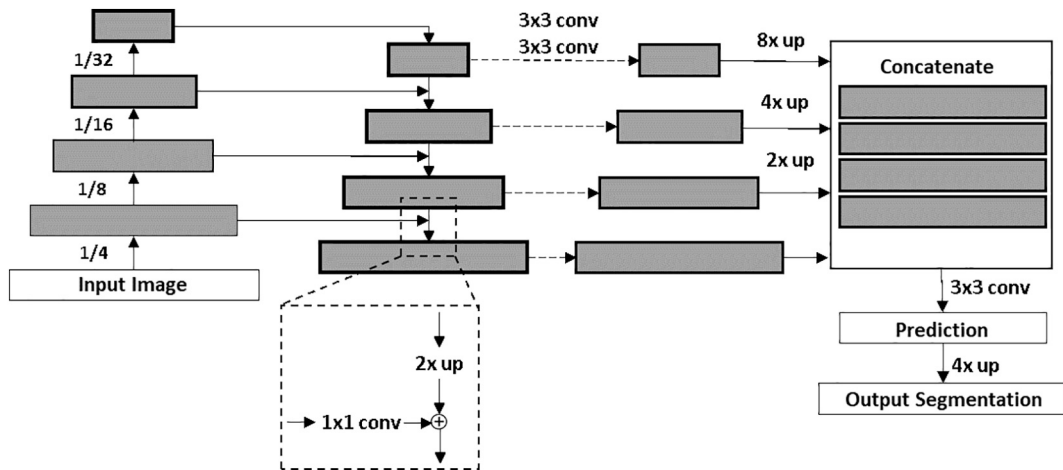 1/32
1/16
1/8
1/4
Input Image
3x3 conv
3x3 conv
8x up
4x up
2x up
Concatenate
3x3 conv
Prediction
4x up
Output Segmentation
2x up
1x1 conv
+